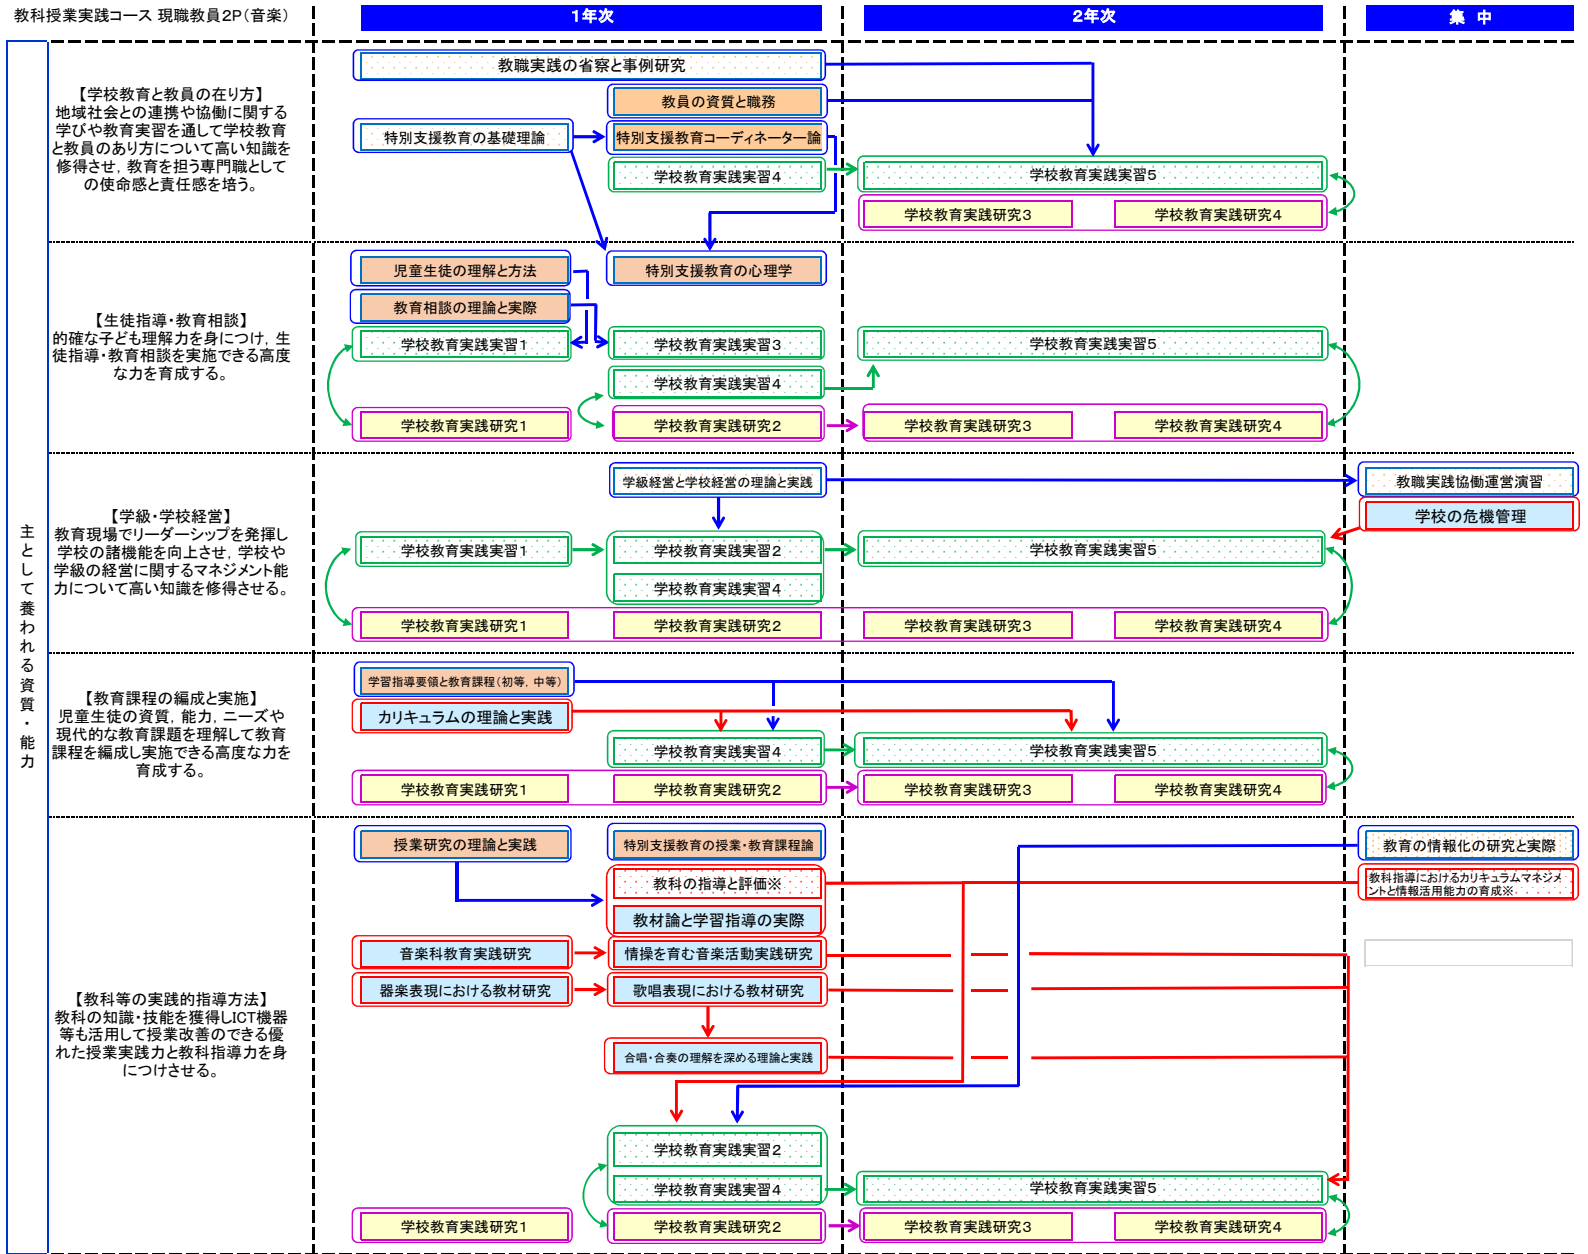 教科授業実践コース 現職教員2P(音楽)
1年次
2年次
集 中
主として養われる資質・能力
【学校教育と教員の在り方】
地域社会との連携や協働に関する
学びや教育実習を通して学校教育
と教員のあり方について高い知識を
修得させ，教育を担う専門職として
の使命感と責任感を培う。
教職実践の省察と事例研究
教員の資質と職務
特別支援教育の基礎理論
特別支援教育コーディネーター論
学校教育実践実習4
学校教育実践実習5
学校教育実践研究3
学校教育実践研究4
【生徒指導・教育相談】
的確な子ども理解力を身につけ，生
徒指導・教育相談を実施できる高度
な力を育成する。
児童生徒の理解と方法
特別支援教育の心理学
教育相談の理論と実際
学校教育実践実習1
学校教育実践実習3
学校教育実践実習5
学校教育実践実習4
学校教育実践研究1
学校教育実践研究2
学校教育実践研究3
学校教育実践研究4
【学級・学校経営】
教育現場でリーダーシップを発揮し
学校の諸機能を向上させ，学校や
学級の経営に関するマネジメント能
力について高い知識を修得させる。
学級経営と学校経営の理論と実践
教職実践協働運営演習
学校の危機管理
学校教育実践実習1
学校教育実践実習2
学校教育実践実習5
学校教育実践実習4
学校教育実践研究1
学校教育実践研究2
学校教育実践研究3
学校教育実践研究4
【教育課程の編成と実施】
児童生徒の資質，能力，ニーズや
現代的な教育課題を理解して教育
課程を編成し実施できる高度な力を
育成する。
学習指導要領と教育課程(初等，中等)
カリキュラムの理論と実践
学校教育実践実習4
学校教育実践実習5
学校教育実践研究1
学校教育実践研究2
学校教育実践研究3
学校教育実践研究4
【教科等の実践的指導方法】
教科の知識・技能を獲得しICT機器
等も活用して授業改善のできる優
れた授業実践力と教科指導力を身
につけさせる。
授業研究の理論と実践
特別支援教育の授業・教育課程論
教育の情報化の研究と実際
教科の指導と評価※
教科指導におけるカリキュラムマネジメ
ントと情報活用能力の育成※
教材論と学習指導の実際
音楽科教育実践研究
情操を育む音楽活動実践研究
器楽表現における教材研究
歌唱表現における教材研究
合唱・合奏の理解を深める理論と実践
学校教育実践実習2
学校教育実践実習4
学校教育実践実習5
学校教育実践研究1
学校教育実践研究2
学校教育実践研究3
学校教育実践研究4